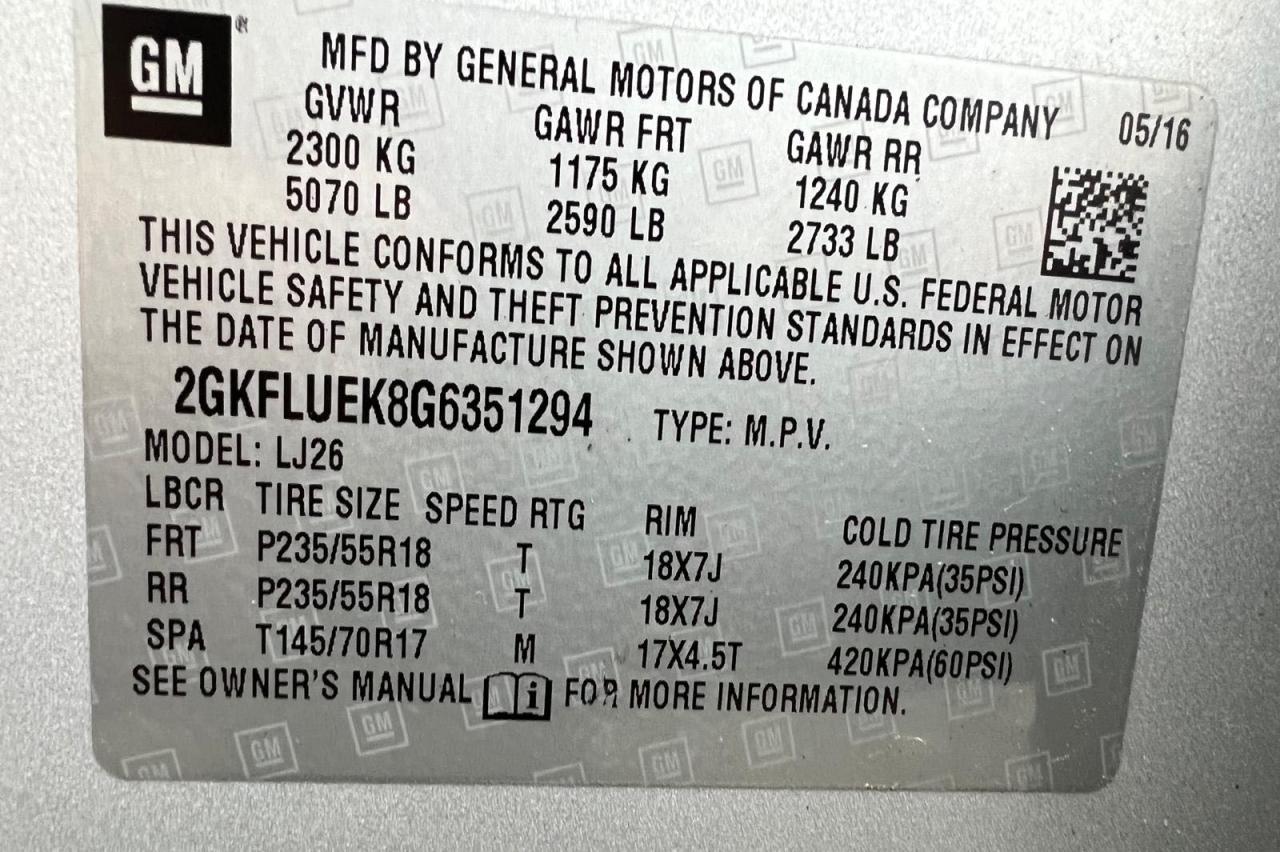 GM
MFD BY GENERAL MOTORS OF CANADA COMPANY 05/16
GVWR GAWR FRT GAWR RR
2300 KG 1175 KG 1240 KG
5070 LB 2590 LB 2733 LB
THIS VEHICLE CONFORMS TO ALL APPLICABLE U.S. FEDERAL MOTOR
VEHICLE SAFETY AND THEFT PREVENTION STANDARDS IN EFFECT ON
THE DATE OF MANUFACTURE SHOWN ABOVE.
2GKFLUEK8G6351294 TYPE: M.P.V.
MODEL: LJ26
LBCR TIRE SIZE SPEED RTG RIM COLD TIRE PRESSURE
FRT P235/55R18 T 18X7J 240KPA(35PSI)
RR P235/55R18 T 18X7J 240KPA(35PSI)
SPA T145/70R17 M 17X4.5T 420KPA(60PSI)
SEE OWNER'S MANUAL i FOR MORE INFORMATION.